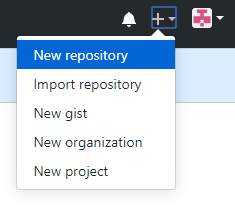 New repository
Import repository
New gist
New organization
New project